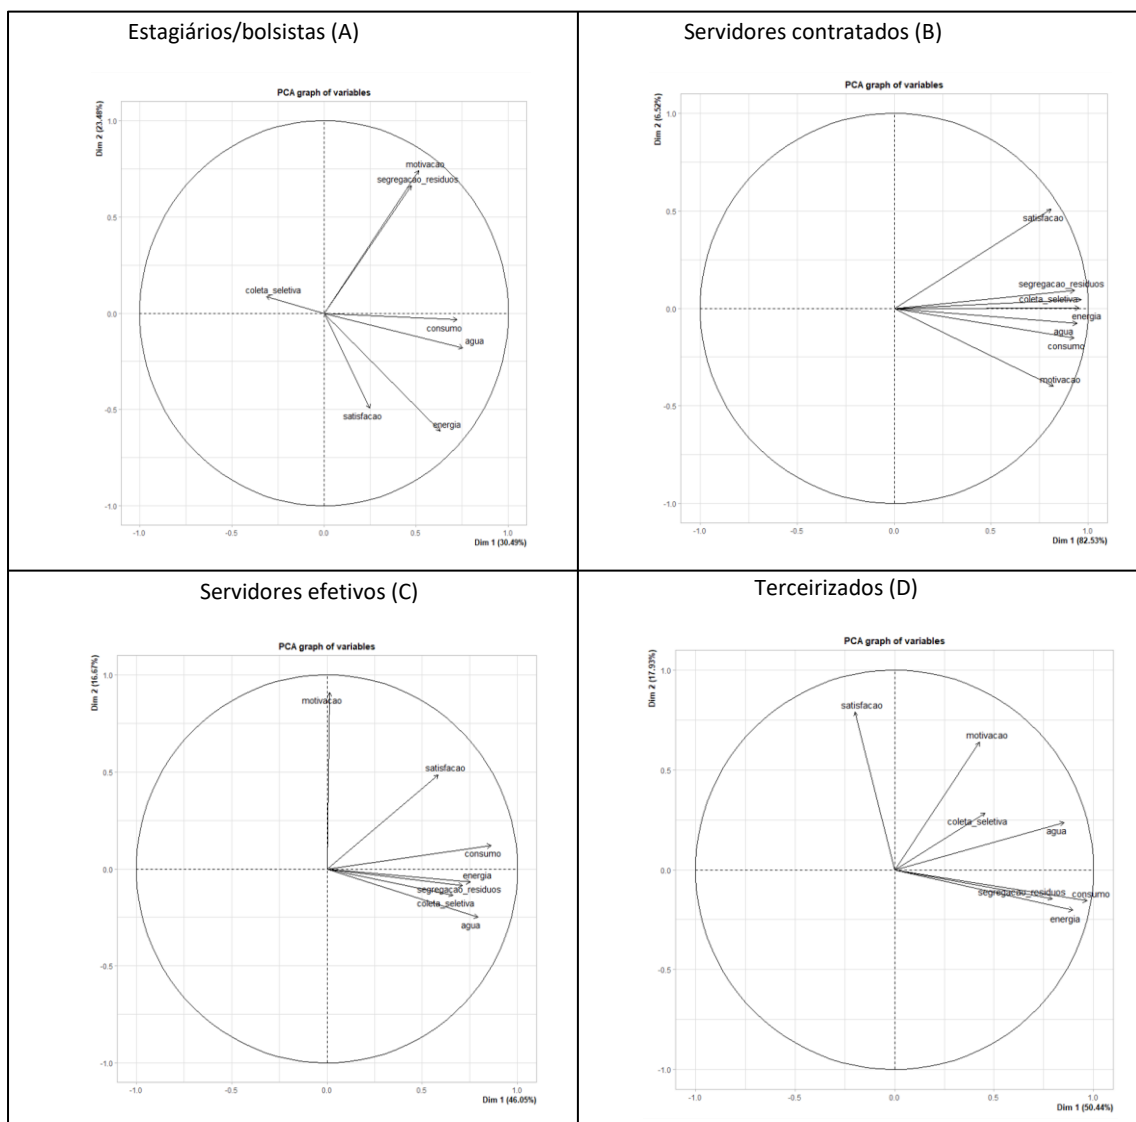 Estagiários/bolsistas (A)
PCA graph of variables
Dim 2 (23.48%)
1.0
0.5
0.0
-0.5
-1.0
motivacao
segregação_residuos
coleta_seletiva
consumo
agua
satisfacao
energia
-1.0 -0.5 0.0 0.5 1.0
Dim 1 (30.49%)
Servidores contratados (B)
PCA graph of variables
Dim 2 (6.52%)
1.0
0.5
0.0
-0.5
-1.0
satisfacao
segregacao_residuos
coleta_seletiva
energia
agua
consumo
motivacao
-1.0 -0.5 0.0 0.5 1.0
Dim 1 (82.53%)
Servidores efetivos (C)
PCA graph of variables
Dim 2 (16.67%)
1.0
0.5
0.0
-0.5
-1.0
motivacao
satisfacao
consumo
energia
segregaçao_residuos
coleta_seletiva
agua
-1.0 -0.5 0.0 0.5 1.0
Dim 1 (46.05%)
Terceirizados (D)
PCA graph of variables
Dim 2 (17.93%)
1.0
0.5
0.0
-0.5
-1.0
satisfacao
motivacao
coleta_seletiva
agua
segregacao_residuos
consumo
energia
-1.0 -0.5 0.0 0.5 1.0
Dim 1 (50.44%)